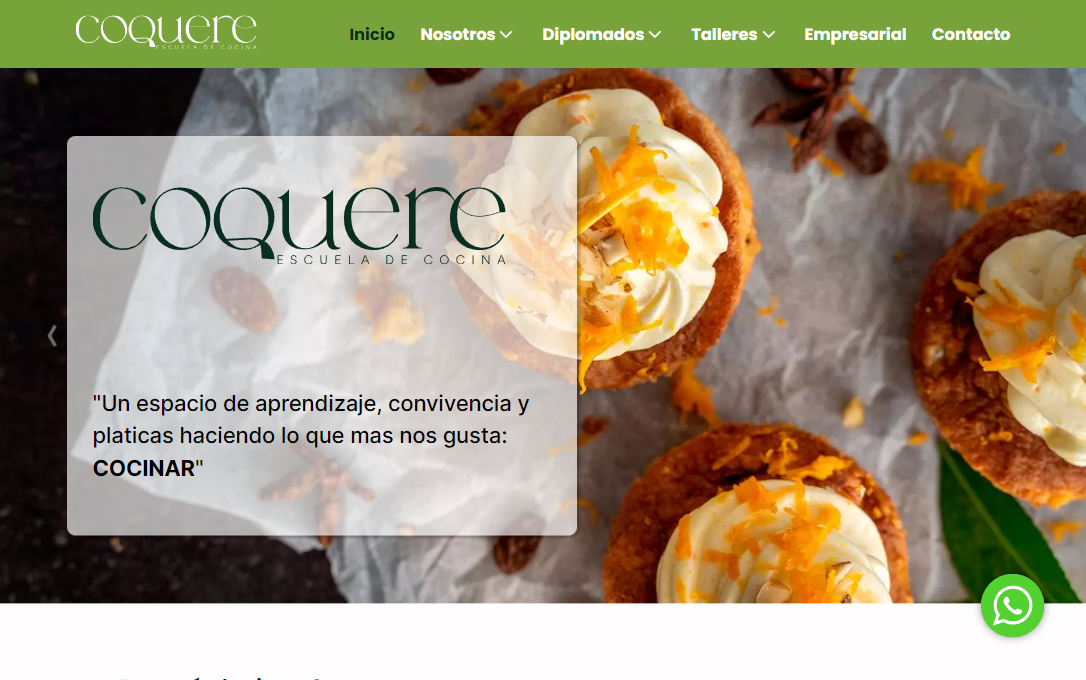 coquere
ESCUELA DE COCINA
Inicio
Nosotros
Diplomados
Talleres
Empresarial
Contacto
coquere
ESCUELA DE COCINA
"Un espacio de aprendizaje, convivencia y
platicas haciendo lo que mas nos gusta:
COCINAR"